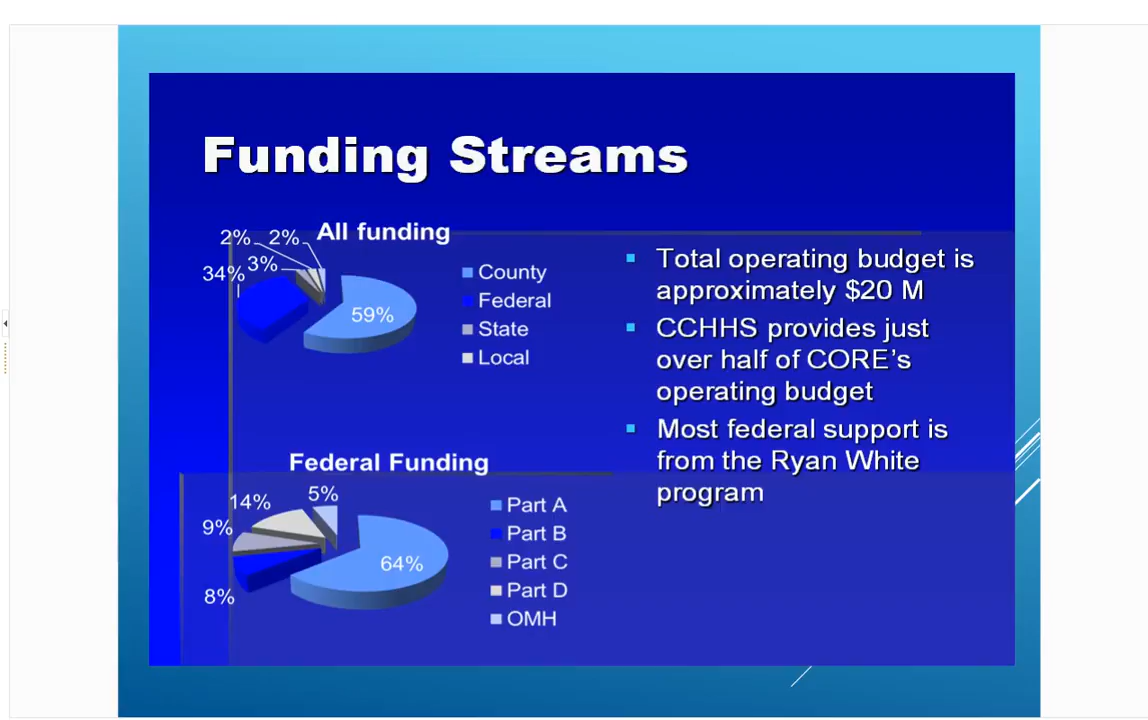 Funding Streams
All funding
2%
2%
3%
34%
59%
County
Federal
State
Local
Federal Funding
5%
14%
9%
8%
64%
Part A
Part B
Part C
Part D
OMH
Total operating budget is
approximately $20 M
CCHHS provides just
over half of CORE's
operating budget
Most federal support is
from the Ryan White
program